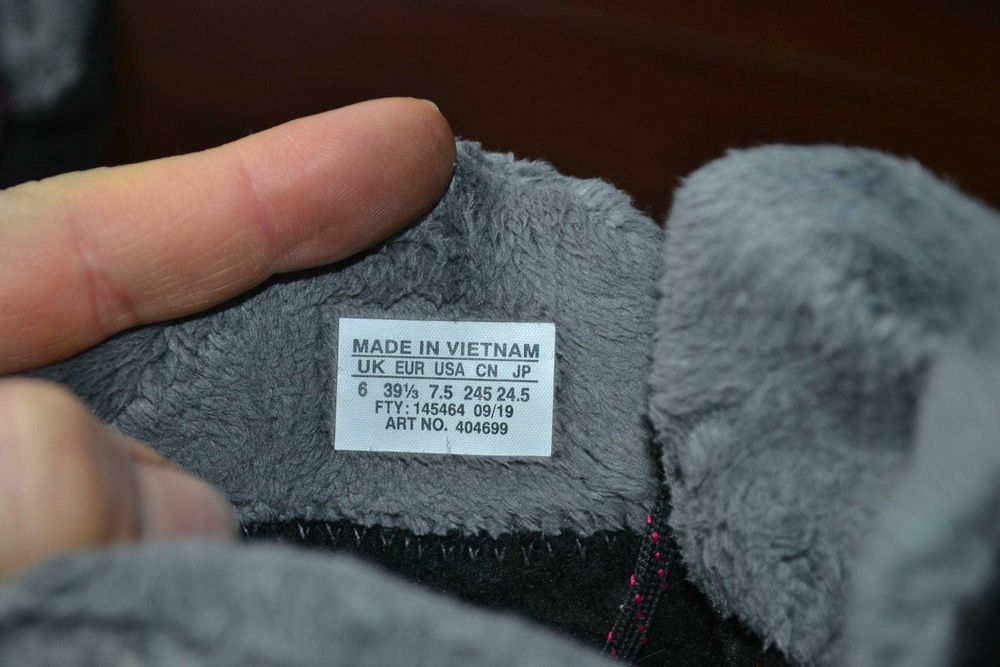 MADE IN VIETNAM
UK EUR USA CN JP
6 39⅓ 7.5 245 24.5
FTY: 145464 09/19
ART NO. 404699